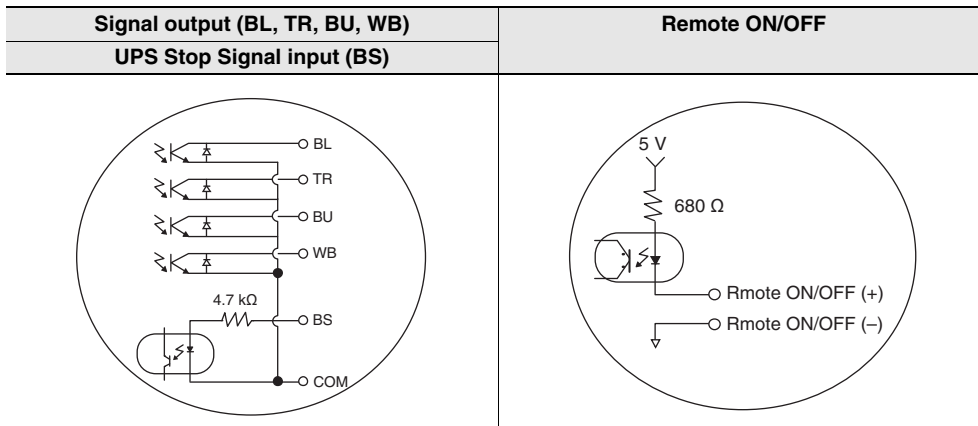 Signal output (BL, TR, BU, WB)
UPS Stop Signal input (BS)
Remote ON/OFF
BL
TR
BU
WB
4.7 kΩ
BS
COM
5 V
680 Ω
Rmote ON/OFF (+)
Rmote ON/OFF (–)